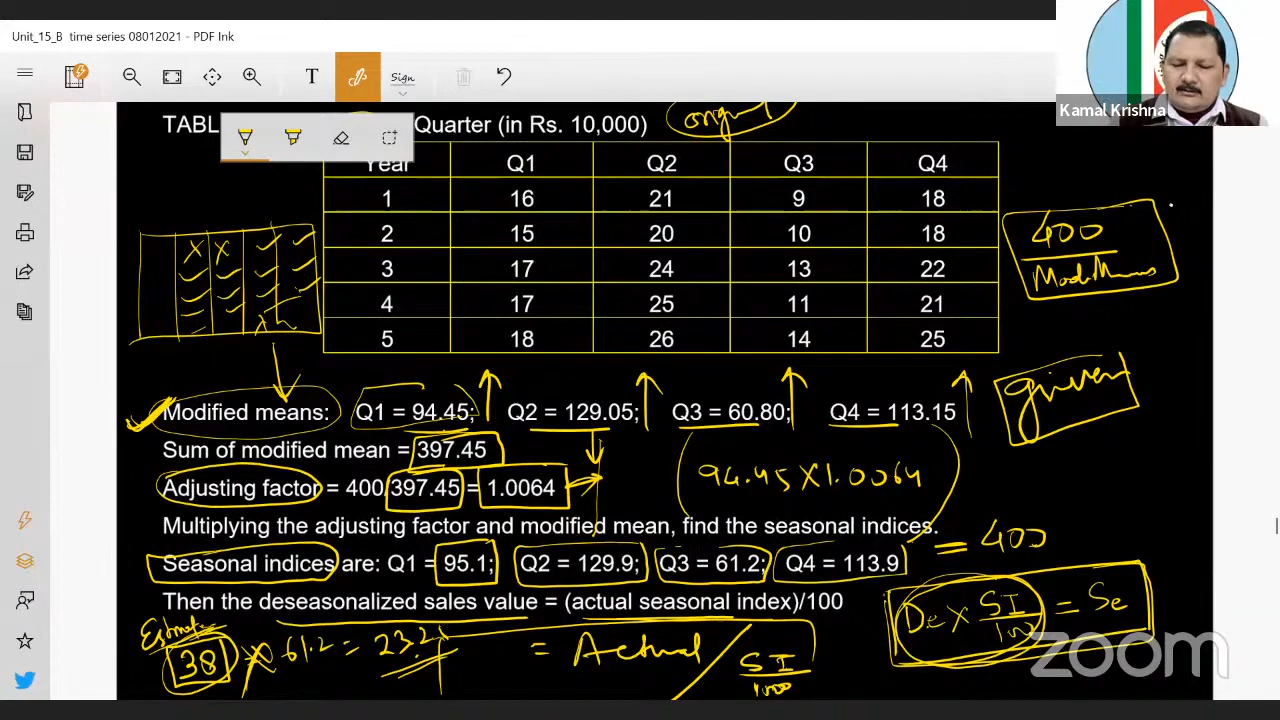 Unit_15_B time series 08012021 - PDF Ink
Kamal Krishna
T
Sign
TABL
Quarter (in Rs. 10,000)
Year Q1 Q2 Q3 Q4
1 16 21 9 18
2 15 20 10 18
3 17 24 13 22
4 17 25 11 21
5 18 26 14 25
400
given
Modified means: Q1 = 94.45; Q2 = 129.05; Q3 = 60.80; Q4 = 113.15
Sum of modified mean = 397.45
94.45 X 1.0064
Adjusting factor = 400/397.45 = 1.0064
Multiplying the adjusting factor and modified mean, find the seasonal indices.
Seasonal indices are: Q1 = 95.1; Q2 = 129.9; Q3 = 61.2; Q4 = 113.9
= 400
Then the deseasonalized sales value = (actual seasonal index)/100
De x SI = Se
38 61.2 =
= Actual / SI
zoom